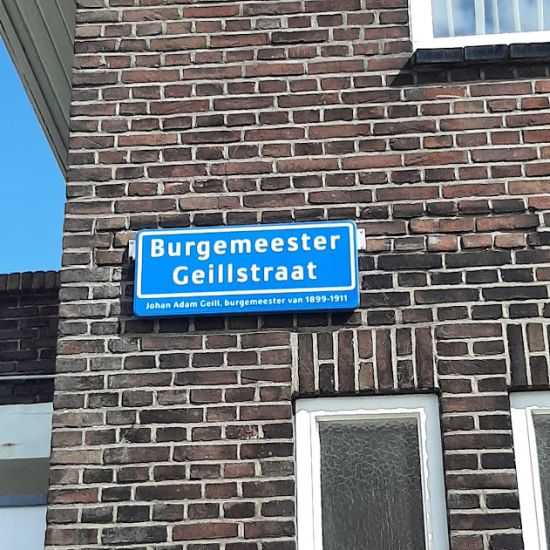 Burgemeester
Geillstraat
Johan Adam Geill, burgemeester van 1899-1911